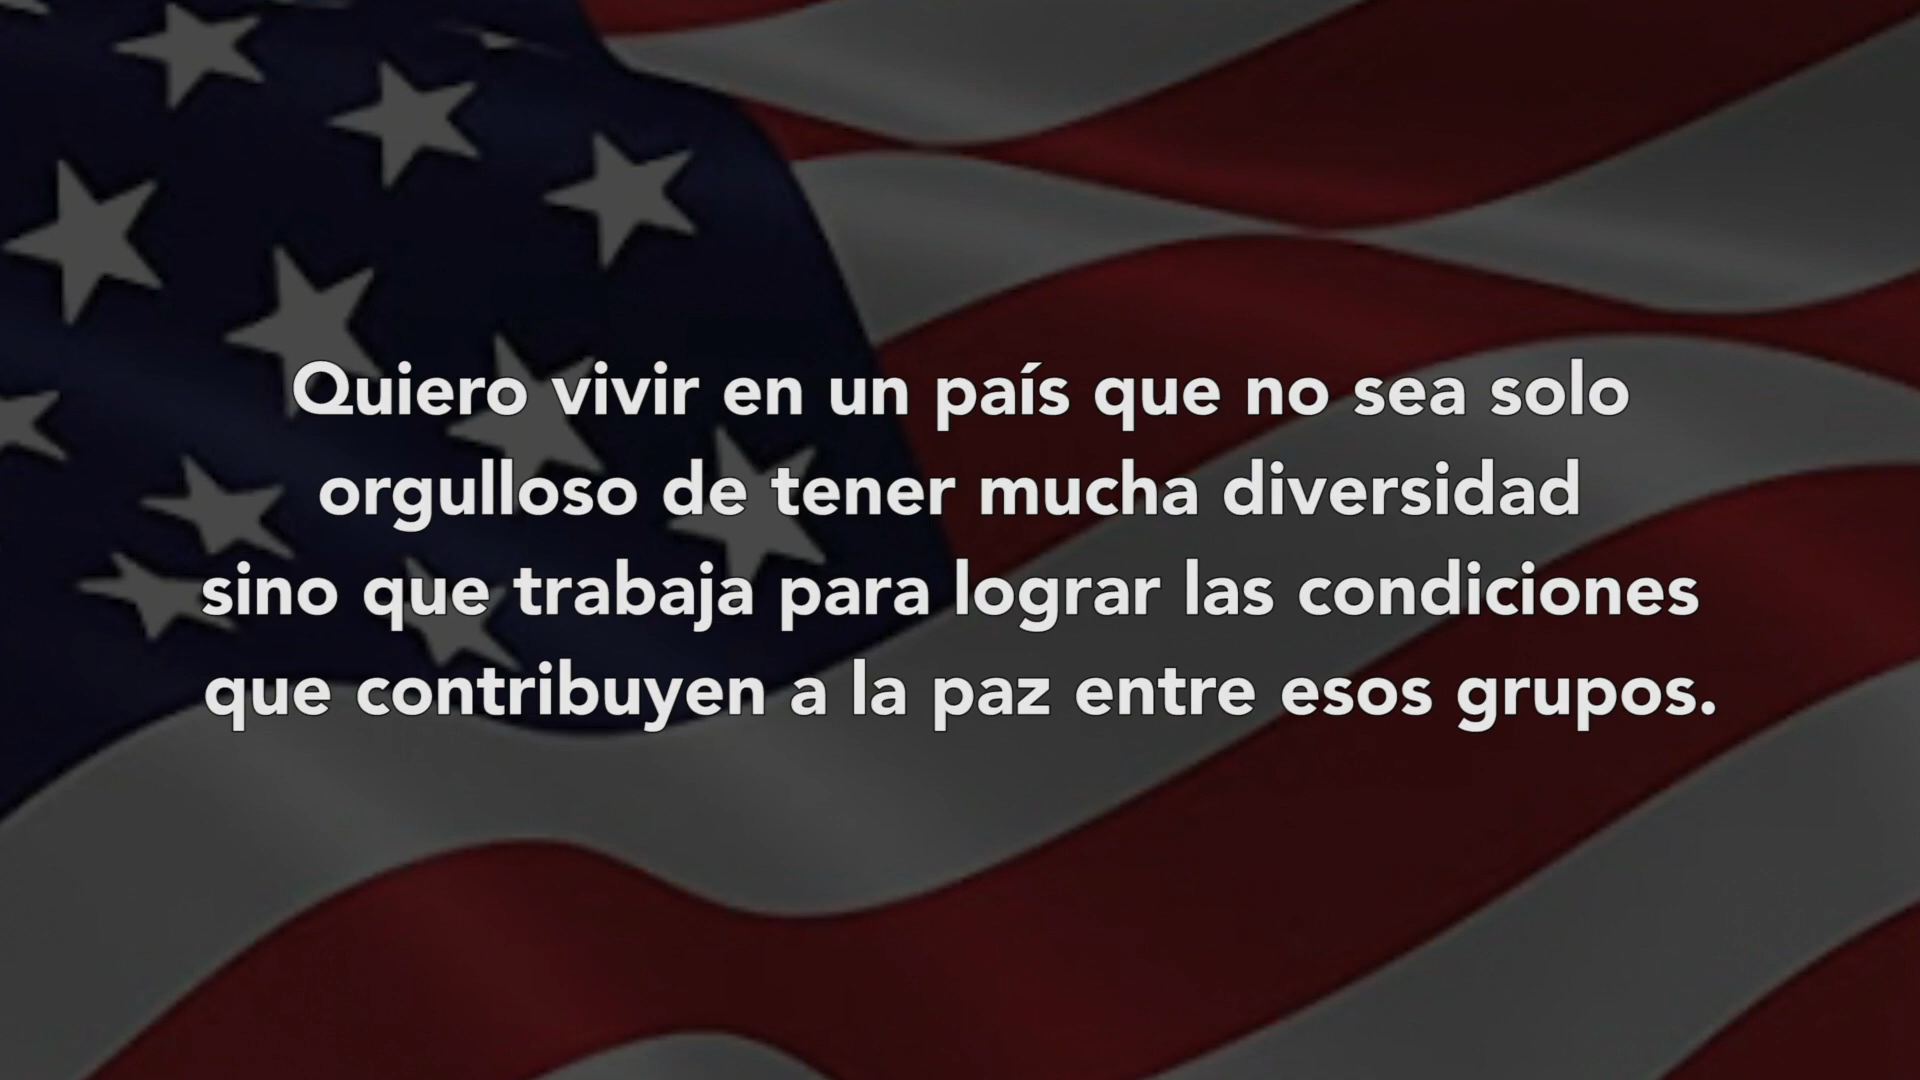 Quiero vivir en un país que no sea solo
orgulloso de tener mucha diversidad
sino que trabaja para lograr las condiciones
que contribuyen a la paz entre esos grupos.